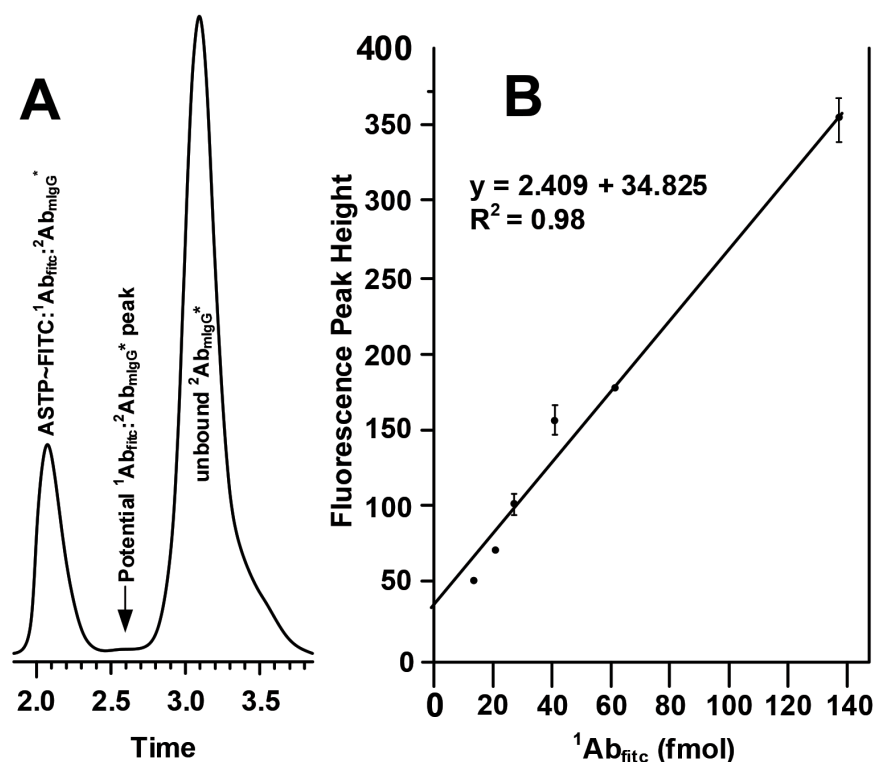 A
ASTP~FITC:¹Ab_fitc:²Ab_mIgG*
Potential ¹Ab_fitc:²Ab_mIgG* peak
unbound ²Ab_mIgG*
2.0 2.5 3.0 3.5
Time
B
y = 2.409 + 34.825
R² = 0.98
Fluorescence Peak Height
400
350
300
250
200
150
100
50
0
0 20 40 60 80 100 120 140
¹Ab_fitc (fmol)